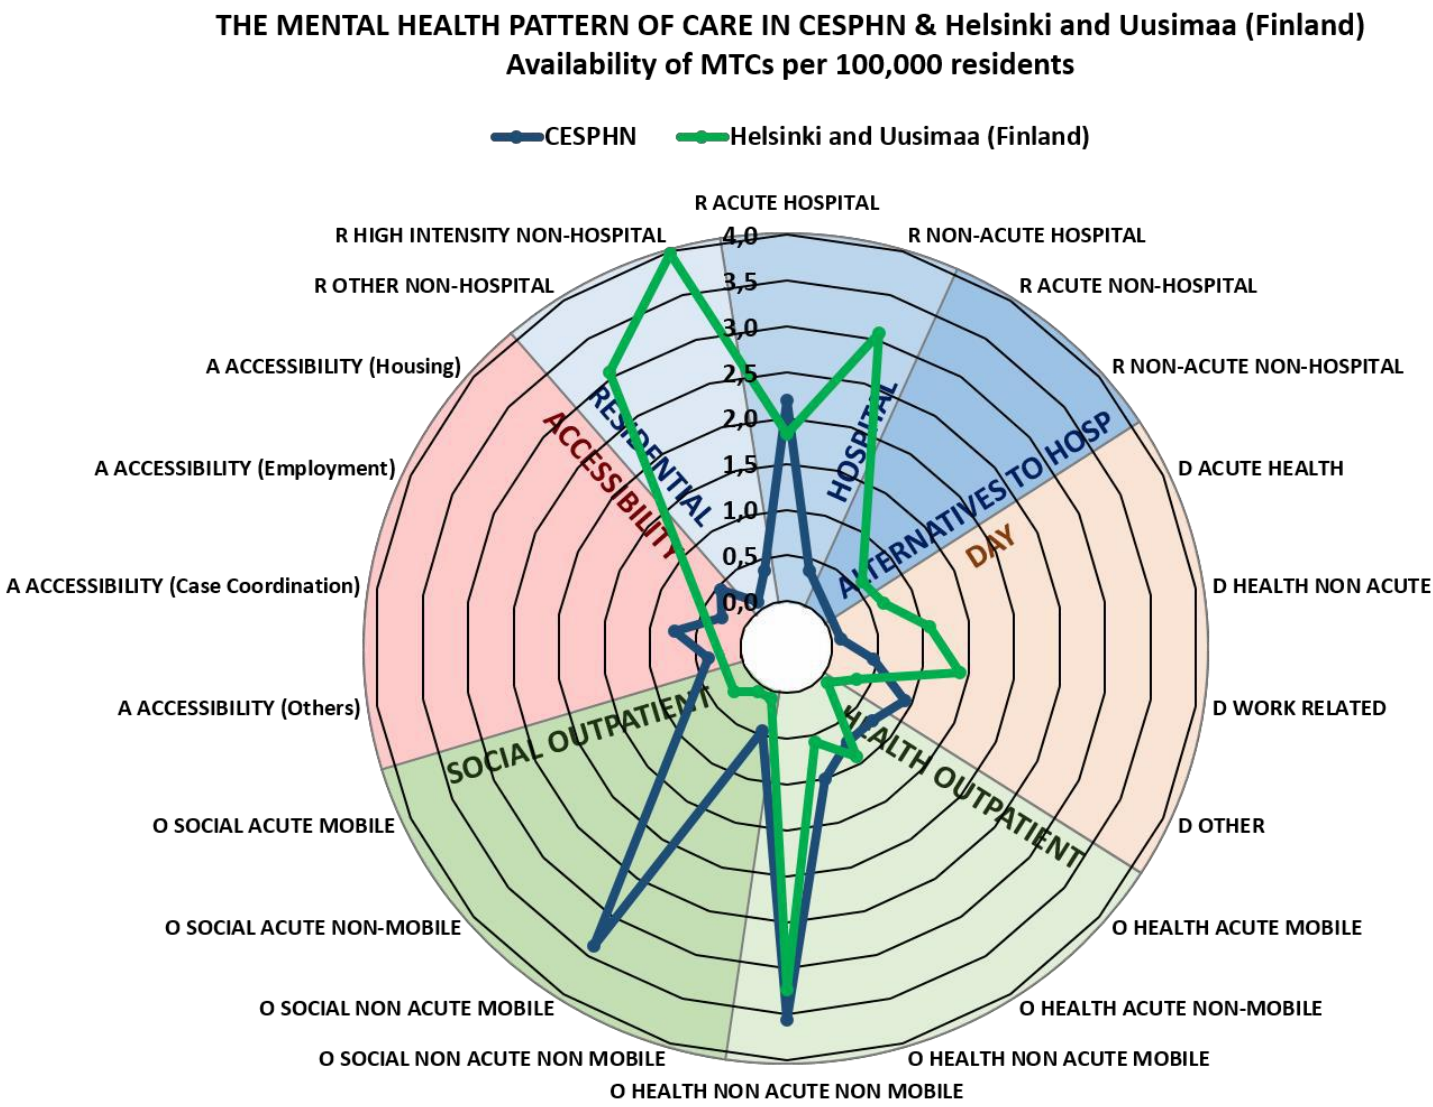 THE MENTAL HEALTH PATTERN OF CARE IN CESPHN & Helsinki and Uusimaa (Finland)
Availability of MTCs per 100,000 residents
CESPHN
Helsinki and Uusimaa (Finland)
R ACUTE HOSPITAL
R HIGH INTENSITY NON-HOSPITAL
4,0
R NON-ACUTE HOSPITAL
R OTHER NON-HOSPITAL
3,5
R ACUTE NON-HOSPITAL
3,0
A ACCESSIBILITY (Housing)
2,5
R NON-ACUTE NON-HOSPITAL
2,0
A ACCESSIBILITY (Employment)
1,5
D ACUTE HEALTH
1,0
0,5
A ACCESSIBILITY (Case Coordination)
D HEALTH NON ACUTE
0,0
RESIDENTIAL
HOSPITAL
ALTERNATIVES TO HOSP
ACCESSIBILITY
DAY
SOCIAL OUTPATIENT
HEALTH OUTPATIENT
A ACCESSIBILITY (Others)
D WORK RELATED
O SOCIAL ACUTE MOBILE
D OTHER
O SOCIAL ACUTE NON-MOBILE
O HEALTH ACUTE MOBILE
O SOCIAL NON ACUTE MOBILE
O HEALTH ACUTE NON-MOBILE
O SOCIAL NON ACUTE NON MOBILE
O HEALTH NON ACUTE MOBILE
O HEALTH NON ACUTE NON MOBILE